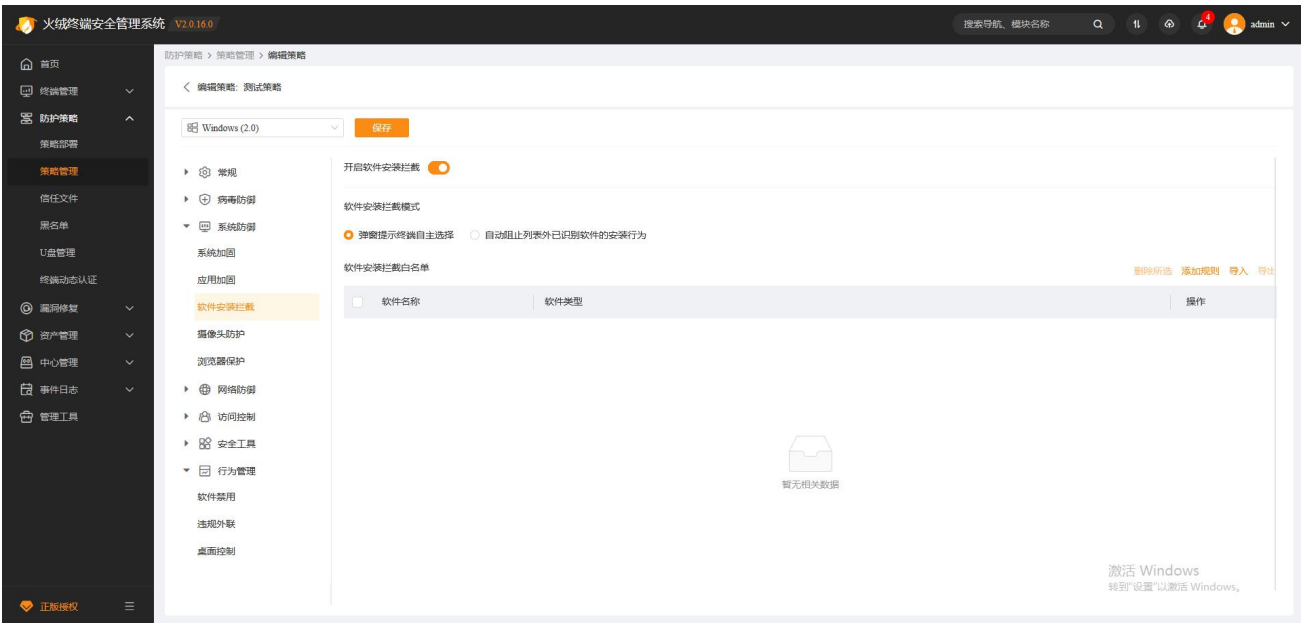 火绒终端安全管理系统 V2.0.16.0
搜索导航、模块名称
4
admin
首页
终端管理
防护策略
策略部署
策略管理
信任文件
黑名单
U盘管理
终端动态认证
漏洞修复
资产管理
中心管理
事件日志
管理工具
正版授权
防护策略 > 策略管理 > 编辑策略
编辑策略: 测试策略
Windows (2.0)
保存
常规
病毒防御
系统防御
系统加固
应用加固
软件安装拦截
摄像头防护
浏览器保护
网络防御
访问控制
安全工具
行为管理
软件禁用
违规外联
桌面控制
开启软件安装拦截
软件安装拦截模式
弹窗提示终端自主选择 自动阻止列表外已识别软件的安装行为
软件安装拦截白名单
删除所选 添加规则 导入 导出
软件名称 软件类型 操作
暂无相关数据
激活 Windows
转到"设置"以激活 Windows。